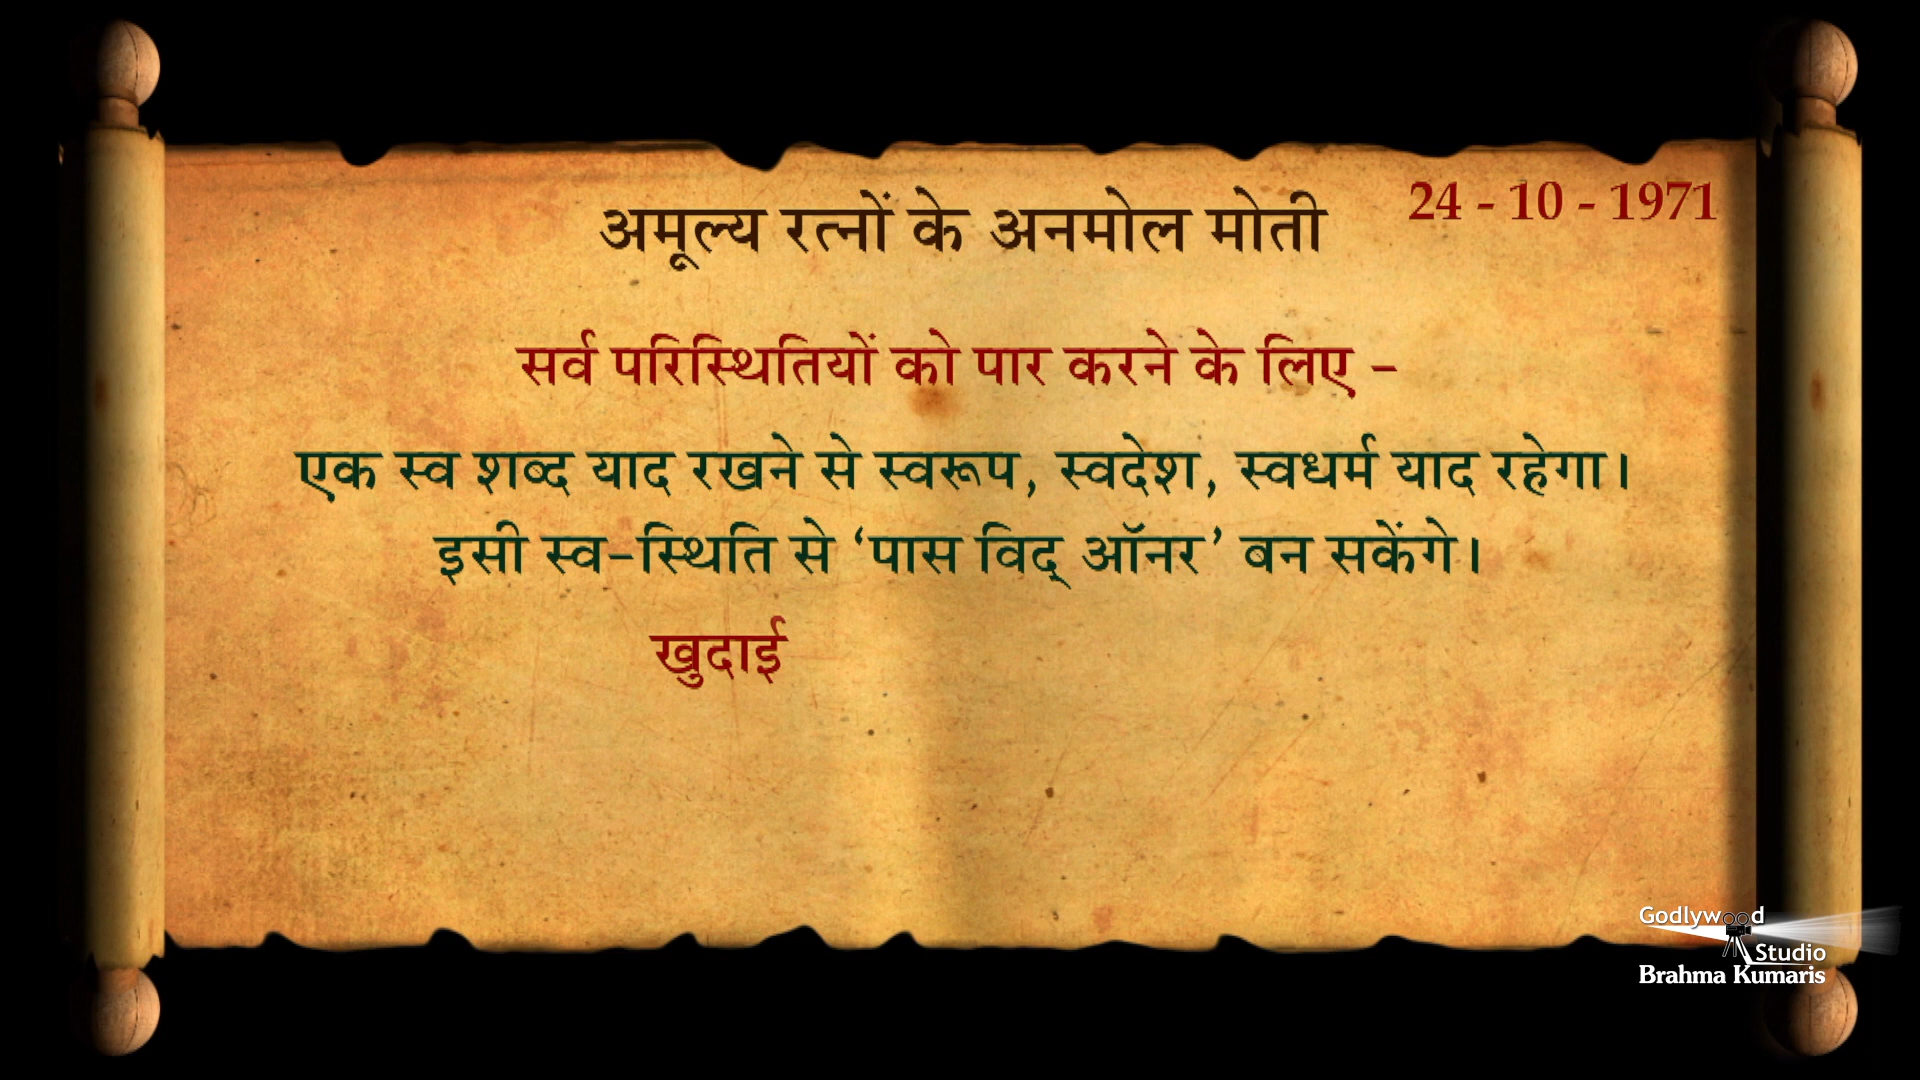 अमूल्य रत्नों के अनमोल मोती
24 - 10 - 1971
सर्व परिस्थितियों को पार करने के लिए -
एक स्व शब्द याद रखने से स्वरूप, स्वदेश, स्वधर्म याद रहेगा।
इसी स्व-स्थिति से ‘पास विद् ऑनर’ बन सकेंगे।
खुदाई
Godlywood
Studio
Brahma Kumaris